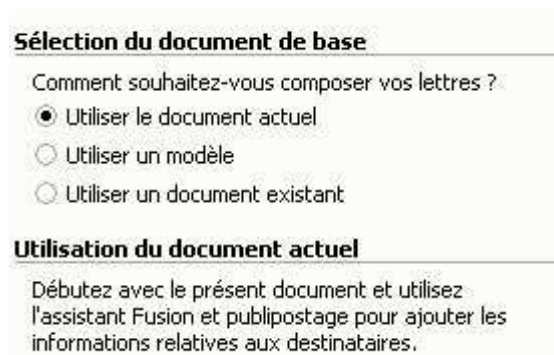 Sélection du document de base
Comment souhaitez-vous composer vos lettres ?
Utiliser le document actuel
Utiliser un modèle
Utiliser un document existant
Utilisation du document actuel
Débutez avec le présent document et utilisez
l'assistant Fusion et publipostage pour ajouter les
informations relatives aux destinataires.